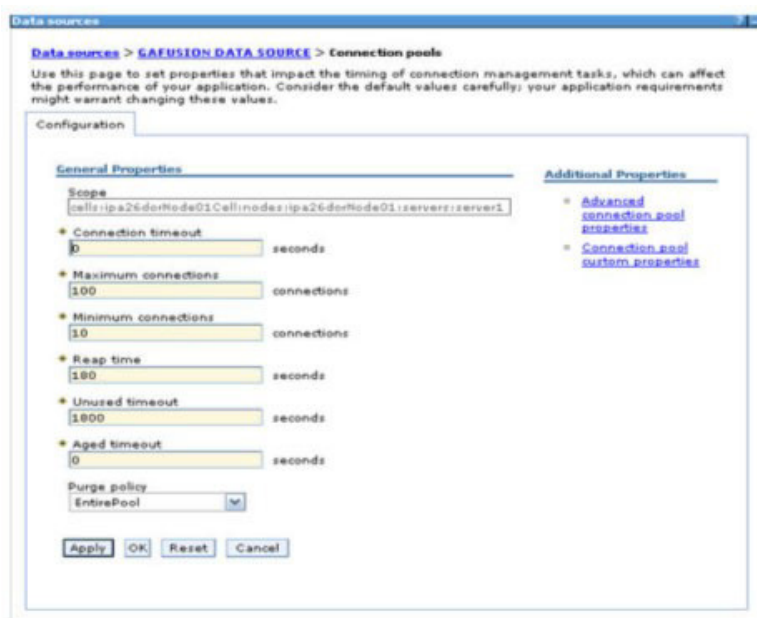 Data sources
?
Data sources > GAFUSION DATA SOURCE > Connection pools
Use this page to set properties that impact the timing of connection management tasks, which can affect
the performance of your application. Consider the default values carefully; your application requirements
might warrant changing these values.
Configuration
General Properties
Scope
cells:ipa26dorNode01Cell:nodes:ipa26dorNode01:servers:server1
Connection timeout
0 seconds
Maximum connections
100 connections
Minimum connections
10 connections
Reap time
180 seconds
Unused timeout
1800 seconds
Aged timeout
0 seconds
Purge policy
EntirePool
Apply OK Reset Cancel
Additional Properties
Advanced
connection pool
properties
Connection pool
custom properties